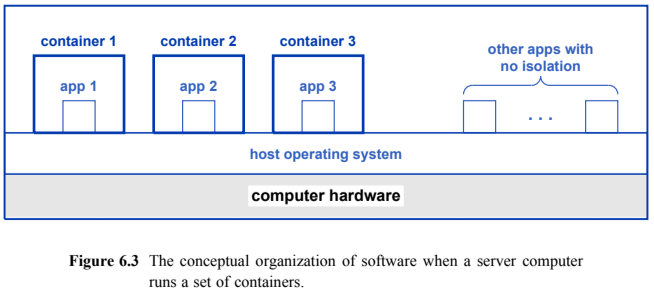 container 1 container 2 container 3
other apps with
no isolation
app 1 app 2 app 3
. . .
host operating system
computer hardware
Figure 6.3 The conceptual organization of software when a server computer
runs a set of containers.